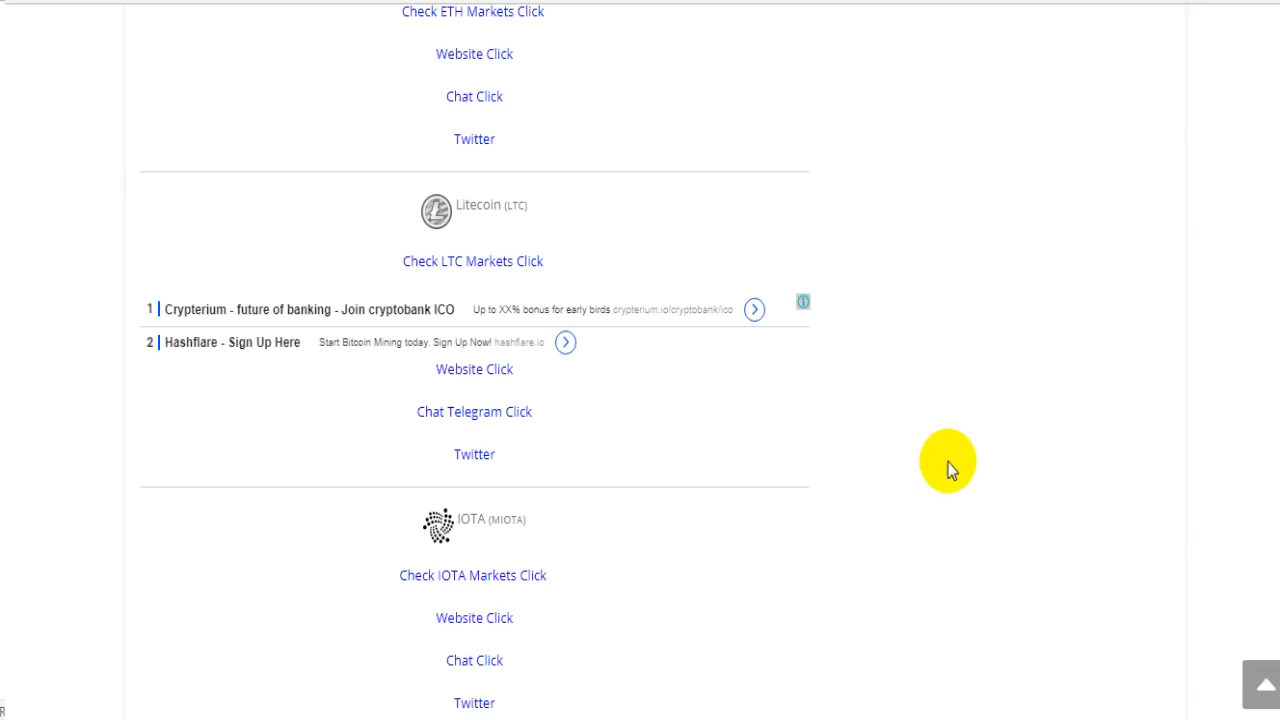 Check ETH Markets Click
Website Click
Chat Click
Twitter
Litecoin (LTC)
Check LTC Markets Click
1 Crypterium - future of banking - Join cryptobank ICO Up to XX% bonus for early birds crypterium.io/cryptobank/ico
2 Hashflare - Sign Up Here Start Bitcoin Mining today. Sign Up Now! hashflare.io
Website Click
Chat Telegram Click
Twitter
IOTA (MIOTA)
Check IOTA Markets Click
Website Click
Chat Click
Twitter
R